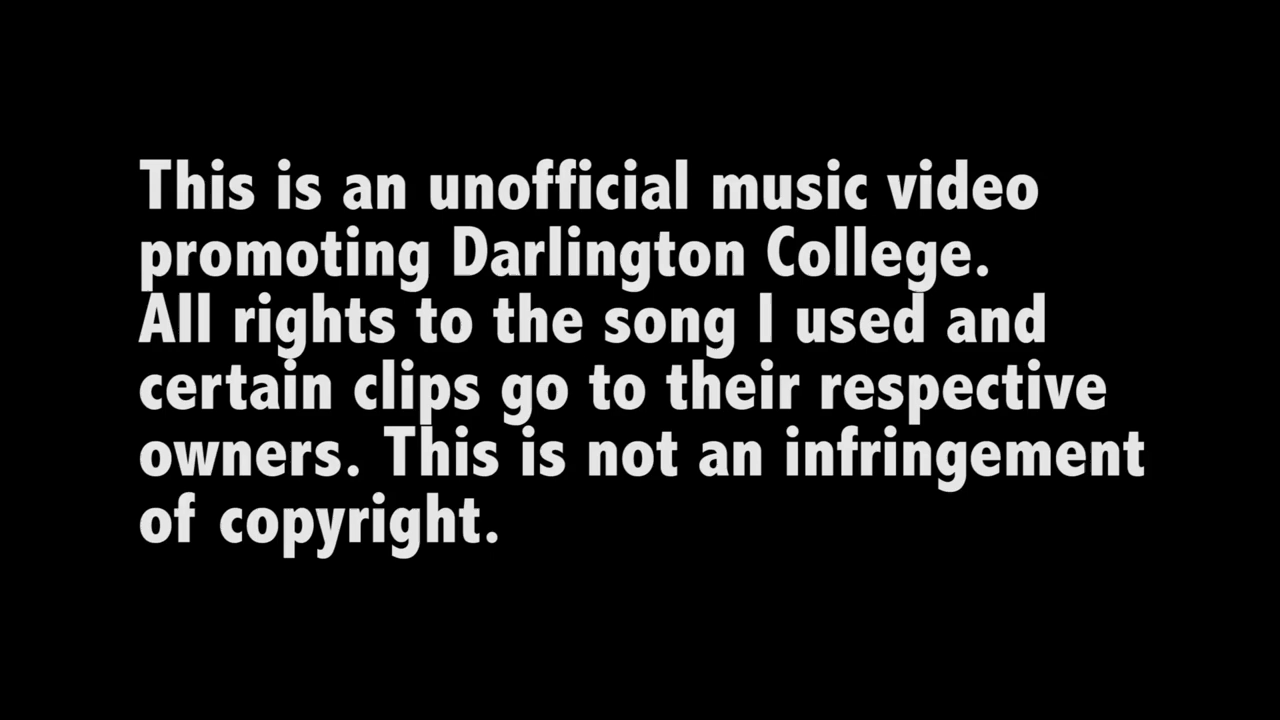 This is an unofficial music video
promoting Darlington College.
All rights to the song I used and
certain clips go to their respective
owners. This is not an infringement
of copyright.